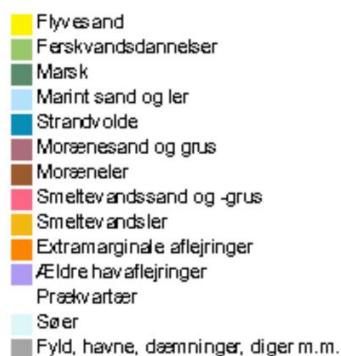 Flyvesand
Ferskvandsdannelser
Marsk
Marint sand og ler
Strandvolde
Morænesand og grus
Moræneler
Smeltevandssand og -grus
Smeltevandsler
Extramarginale aflejringer
Ældre havaflejringer
Prækvartær
Søer
Fyld, havne, dæmninger, diger m.m.